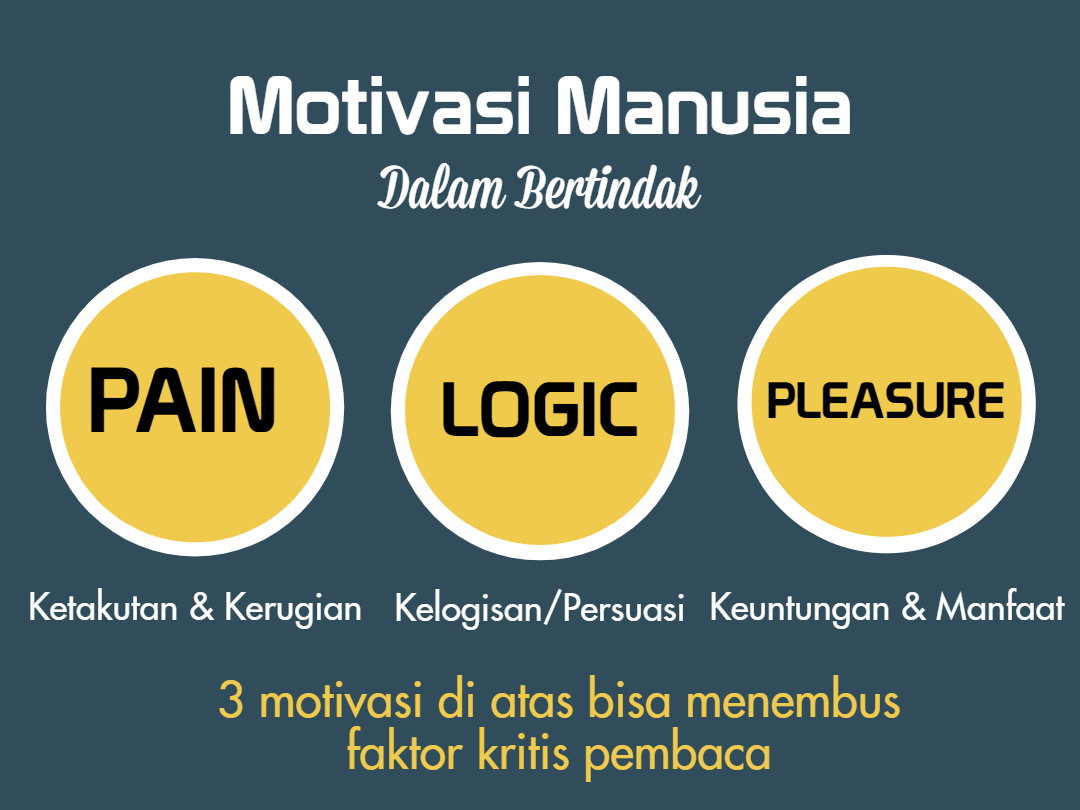 Motivasi Manusia
Dalam Bertindak
PAIN
LOGIC
PLEASURE
Ketakutan & Kerugian
Kelogisan/Persuasi
Keuntungan & Manfaat
3 motivasi di atas bisa menembus
faktor kritis pembaca